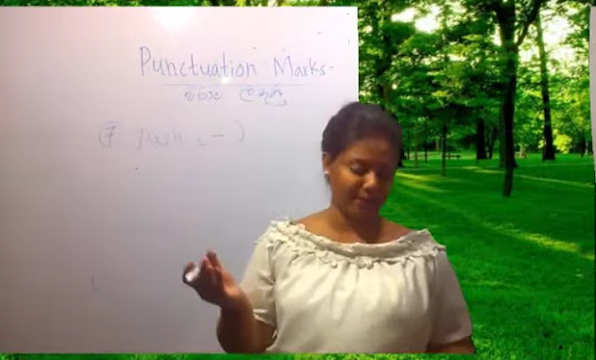 Punctuation Marks-
⑦ Dash (-)